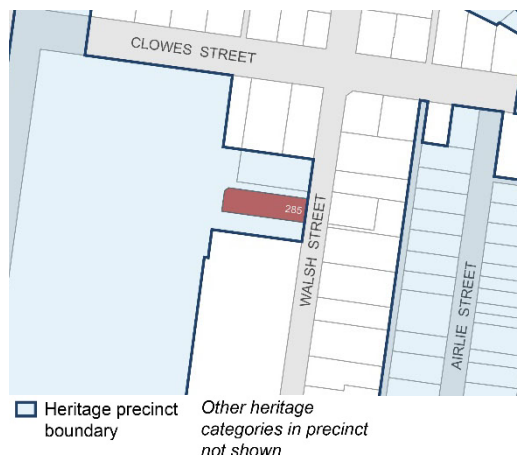 CLOWES STREET
285
WALSH STREET
AIRLIE STREET
Heritage precinct
boundary
Other heritage
categories in precinct
not shown